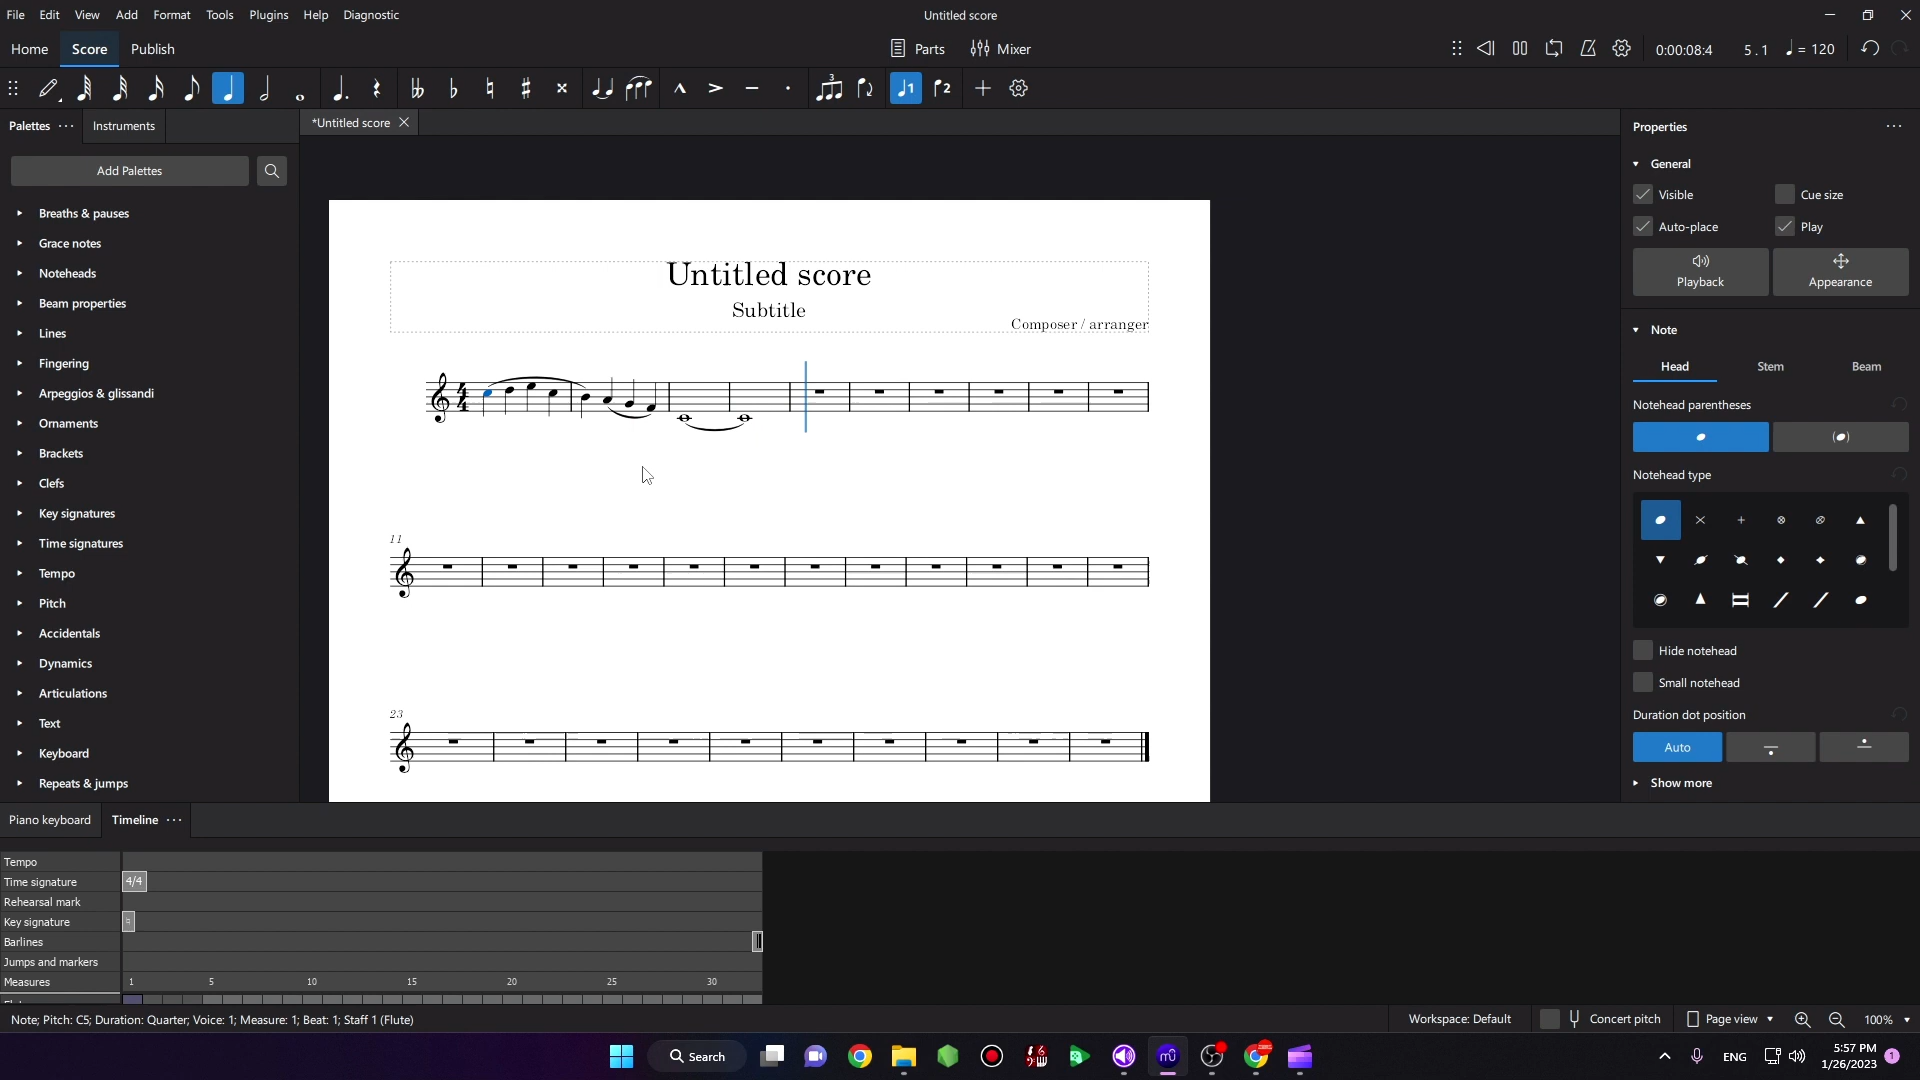 File Edit View Add Format Tools Plugins Help Diagnostic
Untitled score
Home Score Publish
Parts Mixer
0:00:08:4 5 . 1 = 120
Palettes Instruments
*Untitled score
Add Palettes
Breaths & pauses
Grace notes
Noteheads
Beam properties
Lines
Fingering
Arpeggios & glissandi
Ornaments
Brackets
Clefs
Key signatures
Time signatures
Tempo
Pitch
Accidentals
Dynamics
Articulations
Text
Keyboard
Repeats & jumps
Untitled score
Subtitle
Composer / arranger
11
23
Properties
General
Visible Cue size
Auto-place Play
Playback Appearance
Note
Head Stem Beam
Notehead parentheses
Notehead type
Hide notehead
Small notehead
Duration dot position
Auto
Show more
Piano keyboard Timeline
Tempo
Time signature 4/4
Rehearsal mark
Key signature
Barlines
Jumps and markers
Measures 1 5 10 15 20 25 30
Note; Pitch: C5; Duration: Quarter; Voice: 1; Measure: 1; Beat: 1; Staff 1 (Flute)
Workspace: Default Concert pitch Page view 100%
Search
ENG 5:57 PM
1/26/2023 1